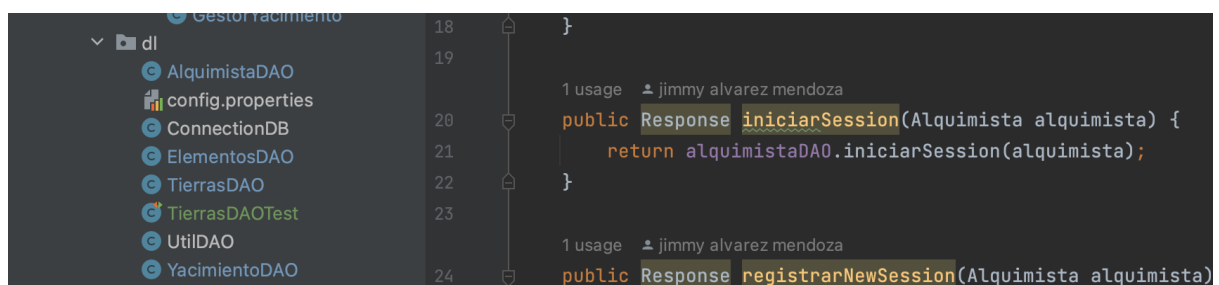 GestorYacimiento
dl
AlquimistaDAO
config.properties
ConnectionDB
ElementosDAO
TierrasDAO
TierrasDAOTest
UtilDAO
YacimientoDAO
18 }
19
1 usage jimmy alvarez mendoza
20 public Response iniciarSession(Alquimista alquimista) {
21 return alquimistaDAO.iniciarSession(alquimista);
22 }
23
1 usage jimmy alvarez mendoza
24 public Response registrarNewSession(Alquimista alquimista)